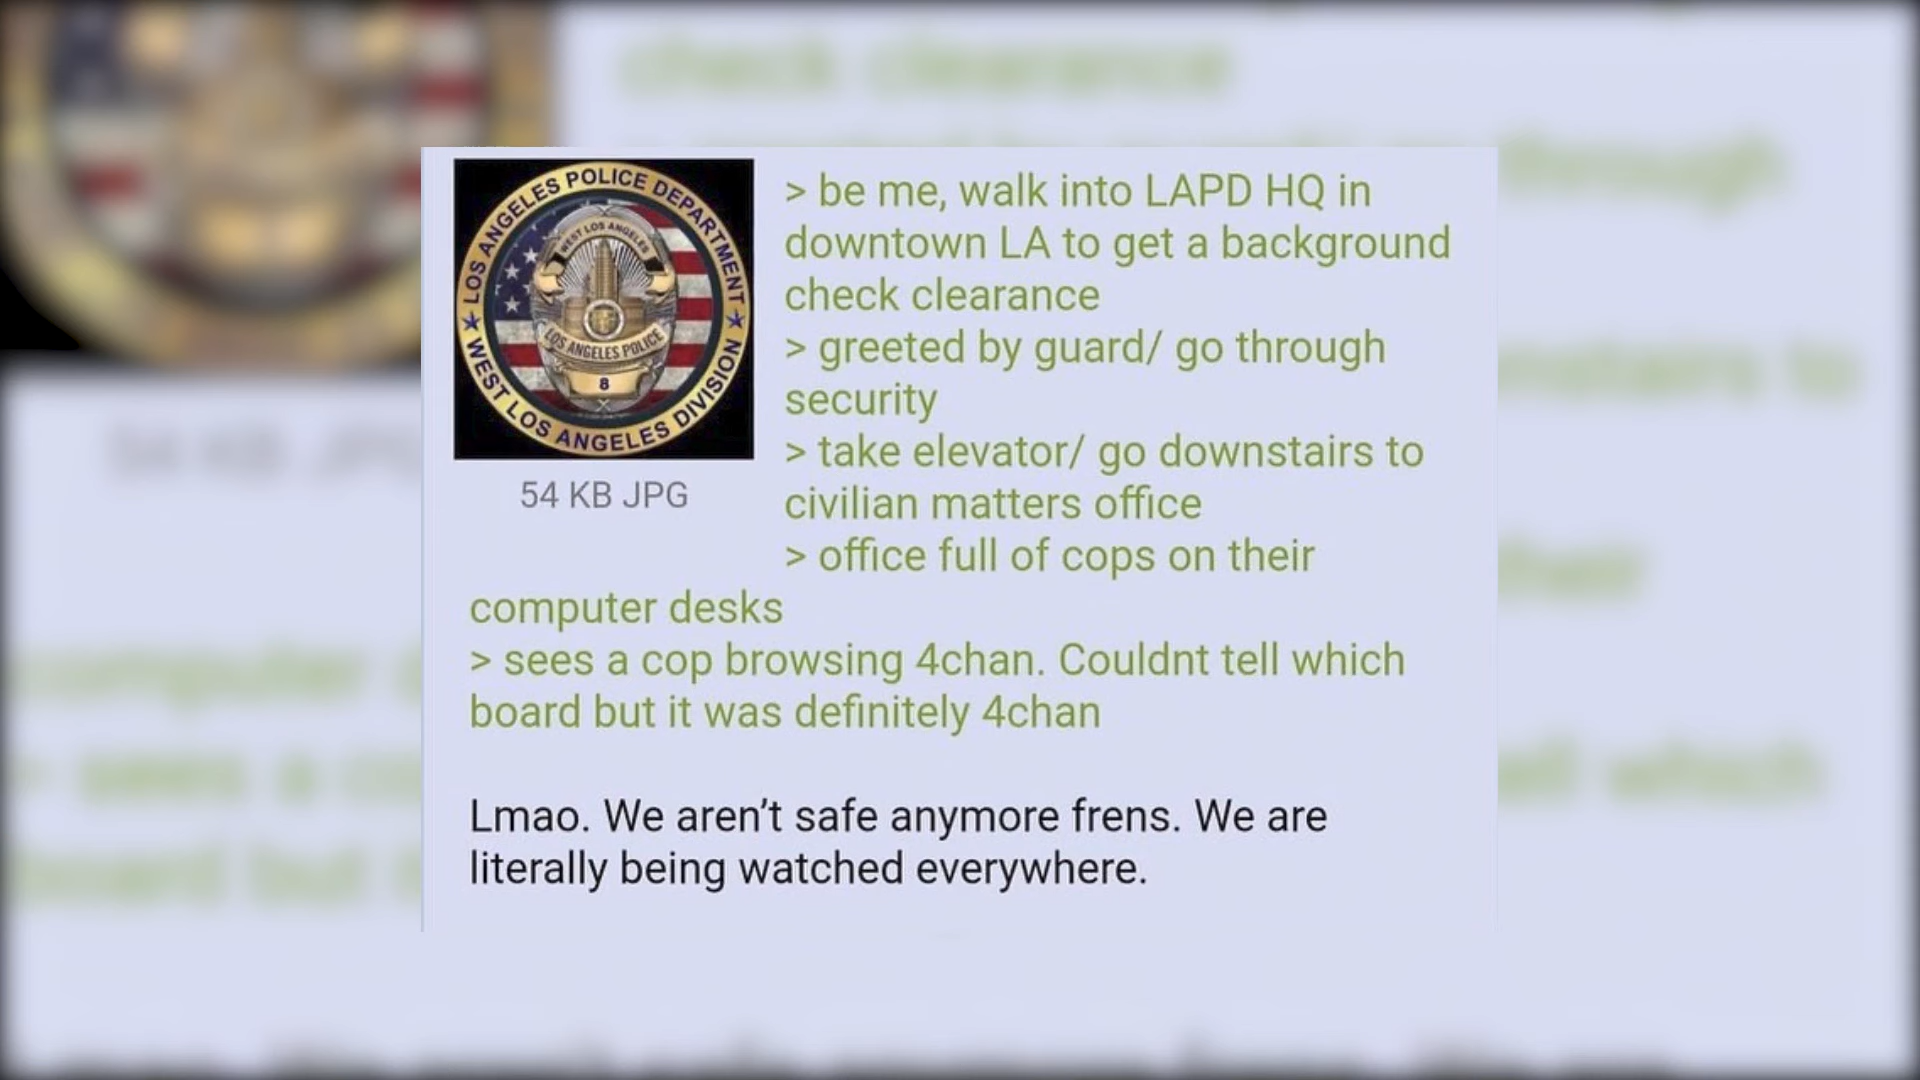 LOS ANGELES POLICE DEPARTMENT
WEST LOS ANGELES
LOS ANGELES POLICE
8
WEST LOS ANGELES DIVISION
54 KB JPG
> be me, walk into LAPD HQ in
downtown LA to get a background
check clearance
> greeted by guard/ go through
security
> take elevator/ go downstairs to
civilian matters office
> office full of cops on their
computer desks
> sees a cop browsing 4chan. Couldnt tell which
board but it was definitely 4chan
Lmao. We aren't safe anymore frens. We are
literally being watched everywhere.